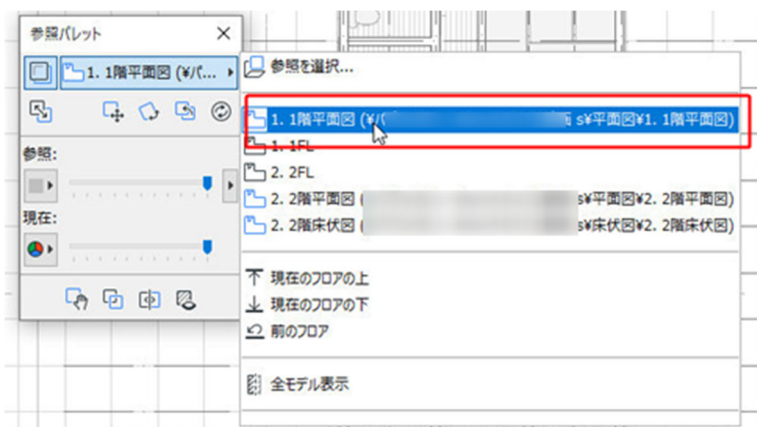 参照パレット
1. 1階平面図 (¥パ...
参照:
現在:
参照を選択...
1. 1階平面図 (¥パ s¥平面図¥1. 1階平面図)
1. 1FL
2. 2FL
2. 2階平面図 ( s¥平面図¥2. 2階平面図)
2. 2階床伏図 ( s¥床伏図¥2. 2階床伏図)
現在のフロアの上
現在のフロアの下
前のフロア
全モデル表示